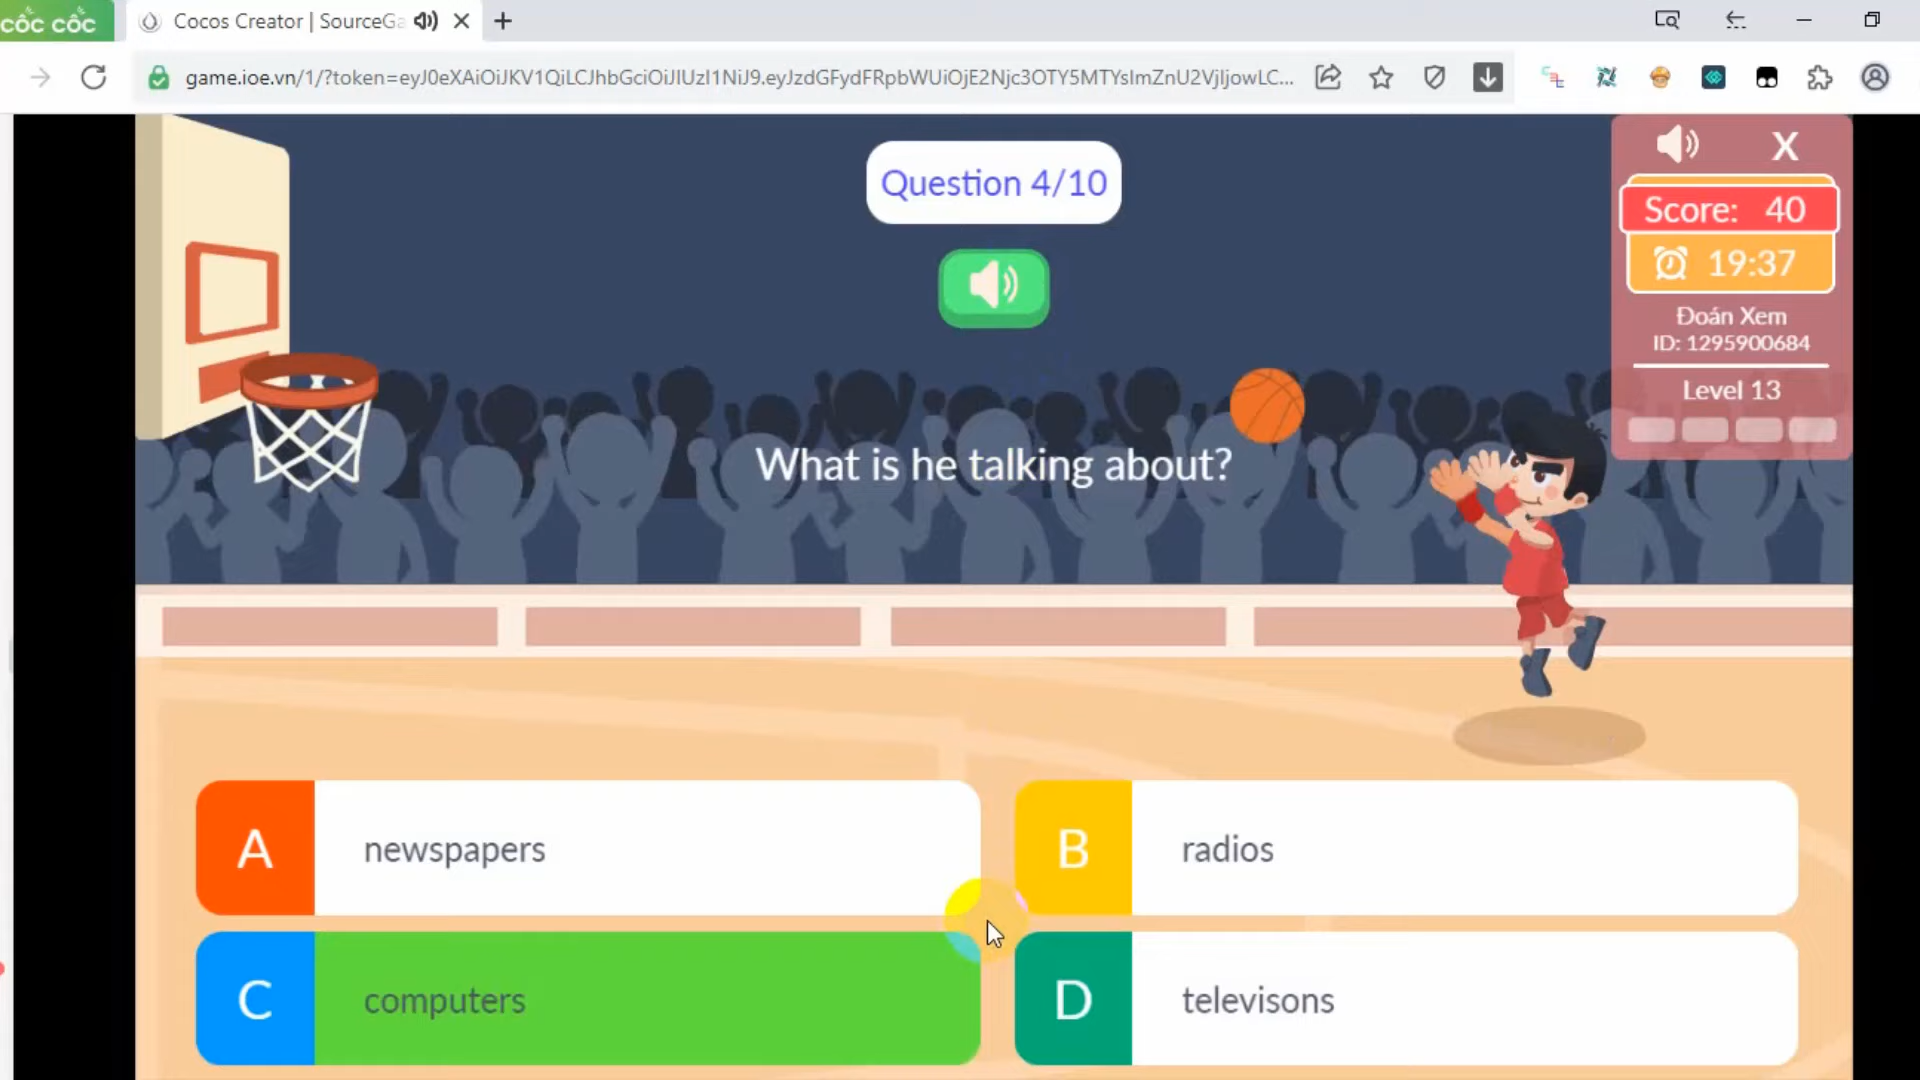 cốc cốc
Cocos Creator | SourceGa
game.ioe.vn/1/?token=eyJ0eXAiOiJKV1QiLCJhbGciOiJIUzI1NiJ9.eyJzdGFydFRpbWUiOjE2Njc3OTY5MTYsImZnU2VjIjowLC...
Question 4/10
X
Score: 40
19:37
Đoán Xem
ID: 1295900684
Level 13
What is he talking about?
A newspapers
B radios
C computers
D televisons